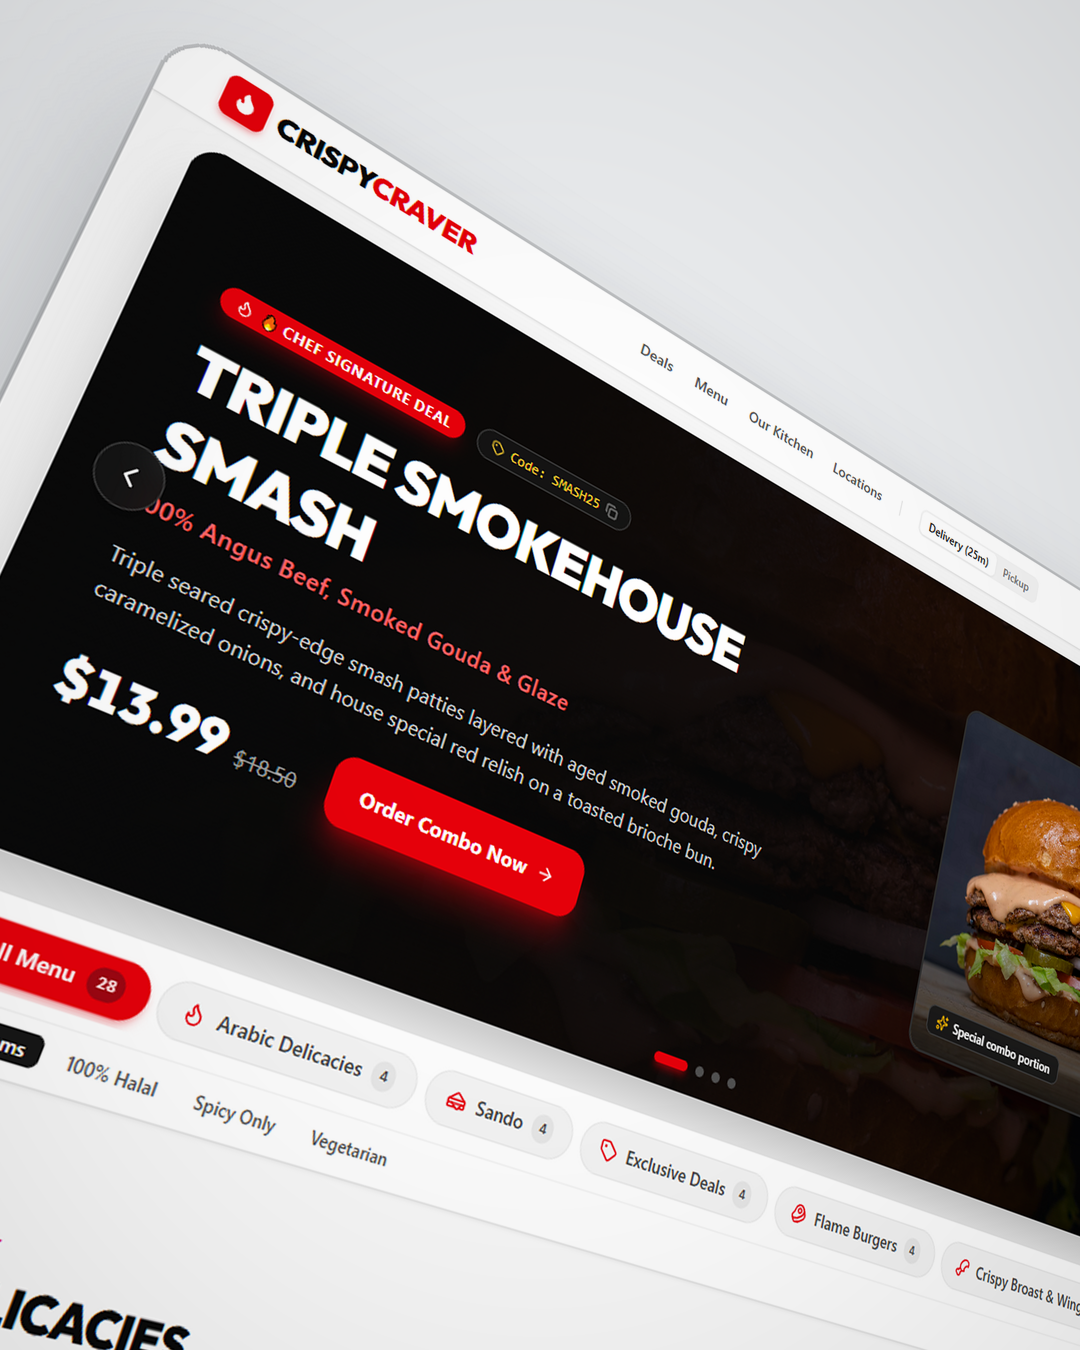 CRISPYCRAVER
Deals
Menu
Our Kitchen
Locations
Delivery (25m)
Pickup
🔥 CHEF SIGNATURE DEAL
Code: SMASH25
TRIPLE SMOKEHOUSE
SMASH
00% Angus Beef, Smoked Gouda & Glaze
Triple seared crispy-edge smash patties layered with aged smoked gouda, crispy
caramelized onions, and house special red relish on a toasted brioche bun.
$13.99 $18.50
Order Combo Now →
Special combo portion
ll Menu 28
Arabic Delicacies 4
Sando 4
Exclusive Deals 4
Flame Burgers 4
Crispy Broast & Wing
ms
100% Halal
Spicy Only
Vegetarian
LICACIES